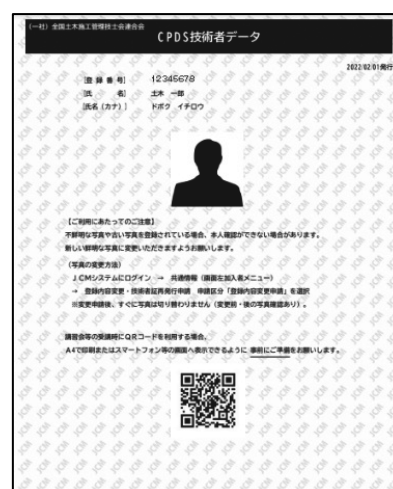 (一社) 全国土木施工管理技士会連合会
CPDS技術者データ
2022/02/01発行
[登 録 番 号] 12345678
[氏 名] 土木 一郎
[氏名 (カナ)] ドボク イチロウ
【ご利用にあたってのご注意】
不鮮明な写真や古い写真を登録されている場合、本人確認ができない場合があります。
新しい鮮明な写真に変更いただきますようお願いします。
(写真の変更方法)
JCMシステムにログイン → 共通情報 (画面左加入者メニュー)
→ 登録内容変更・技術者証再発行申請 申請区分「登録内容変更申請」を選択
※変更申請後、すぐに写真は切り替わりません (変更前・後の写真確認あり) 。
講習会等の受講時にQRコードを利用する場合、
A4で印刷またはスマートフォン等の画面へ表示できるように 事前にご準備をお願いします。